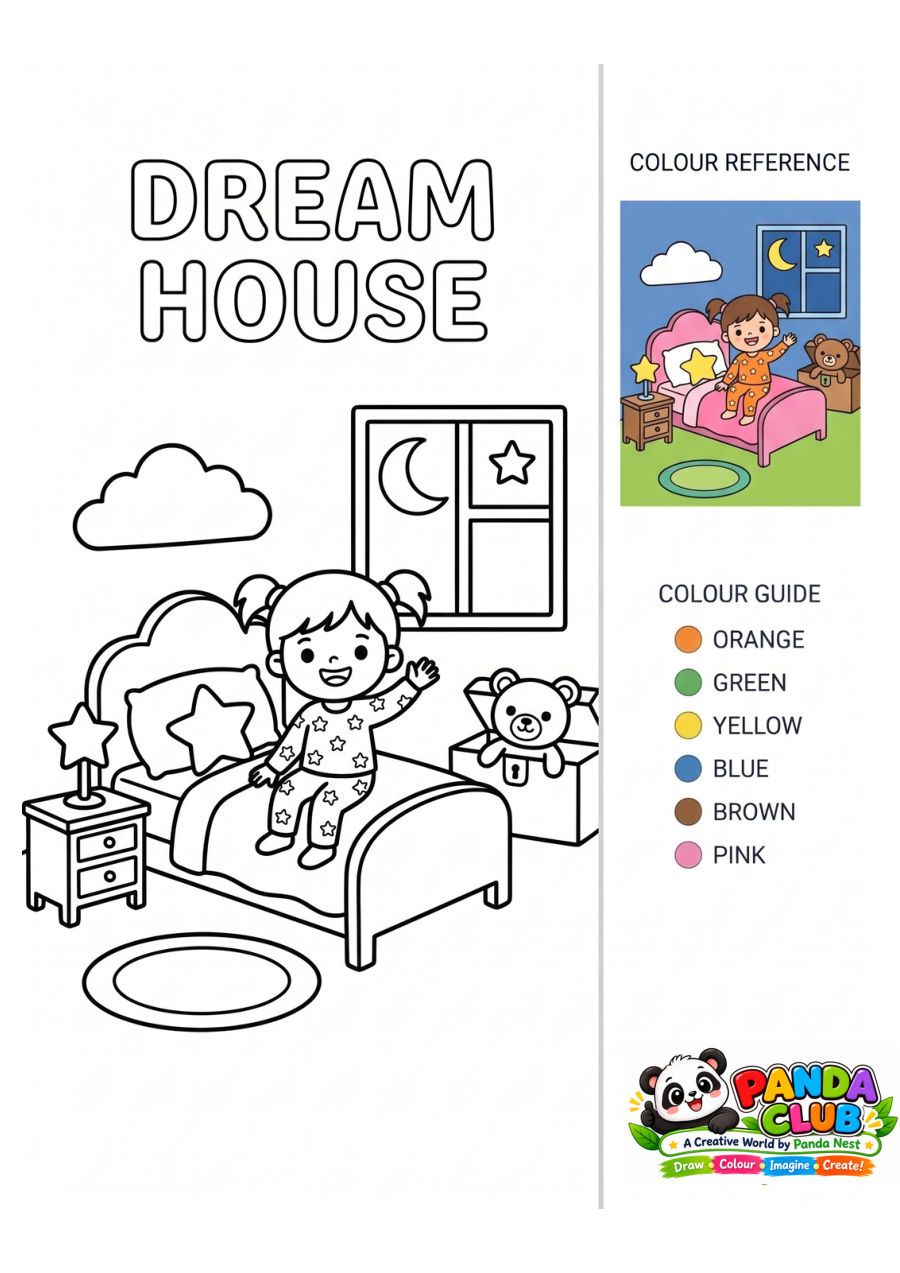 DREAM
HOUSE
COLOUR REFERENCE
COLOUR GUIDE
ORANGE
GREEN
YELLOW
BLUE
BROWN
PINK
PANDA
CLUB
A Creative World by Panda Nest
Draw • Colour • Imagine • Create!